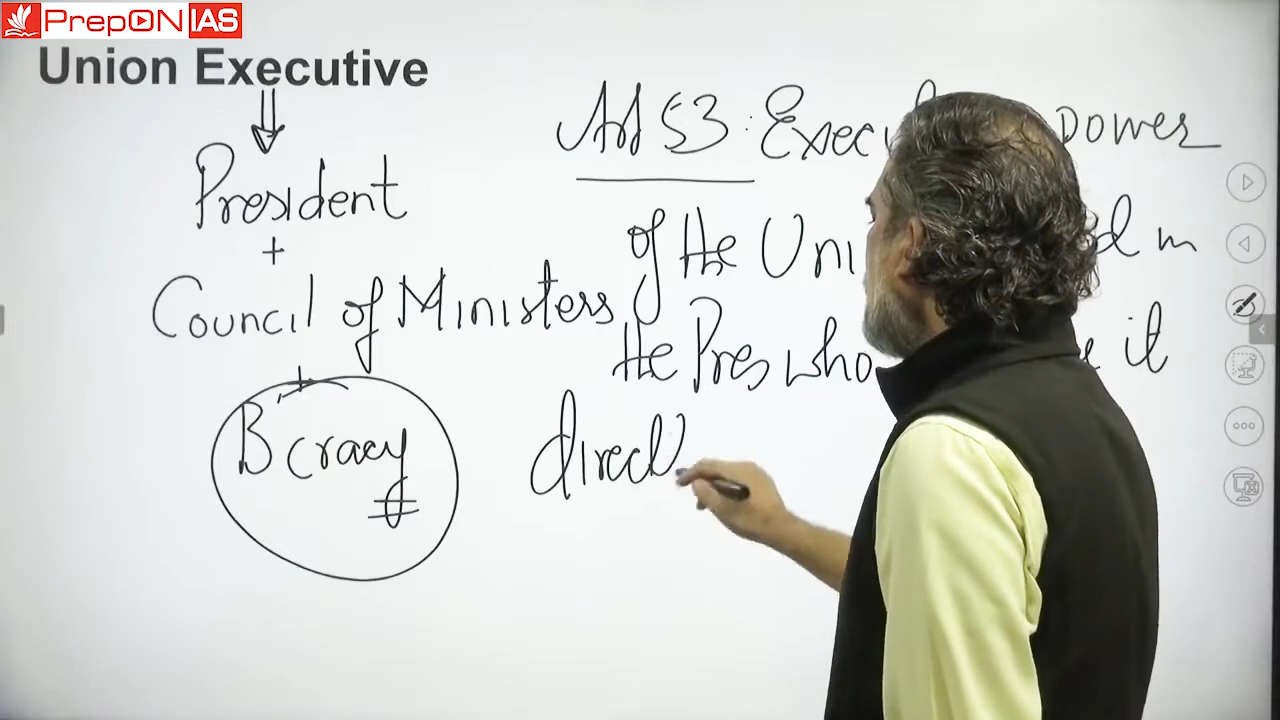 PrepON IAS
Union Executive
President
+
Council of Ministers
+
B cracy
Art 53: Execu power
of the Uni d in
the Pres who it
direct